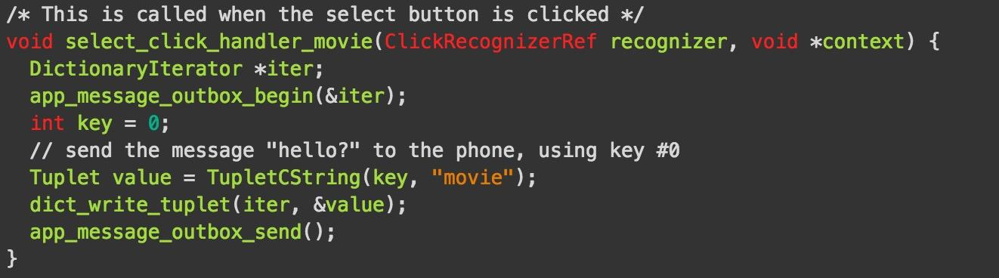 /* This is called when the select button is clicked */
void select_click_handler_movie(ClickRecognizerRef recognizer, void *context) {
  DictionaryIterator *iter;
  app_message_outbox_begin(&iter);
  int key = 0;
  // send the message "hello?" to the phone, using key #0
  Tuplet value = TupletCString(key, "movie");
  dict_write_tuplet(iter, &value);
  app_message_outbox_send();
}